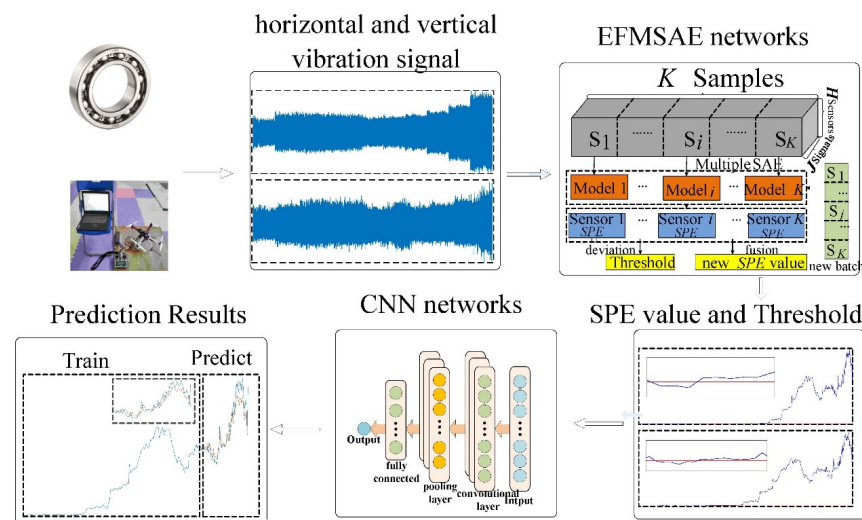 horizontal and vertical
vibration signal
EFMSAE networks
K Samples
H Sensors
J Signals
S1 ...... Si ...... SK
Multiple SAE
Model 1 ... Model i ... Model K
Sensor 1 ... Sensor i ... Sensor K
SPE SPE SPE
deviation fusion
Threshold new SPE value
S1
...
Si
...
SK
new batch
Prediction Results
Train Predict
CNN networks
Output
fully
connected
pooling
layer
convolutional
layer
Intput
SPE value and Threshold